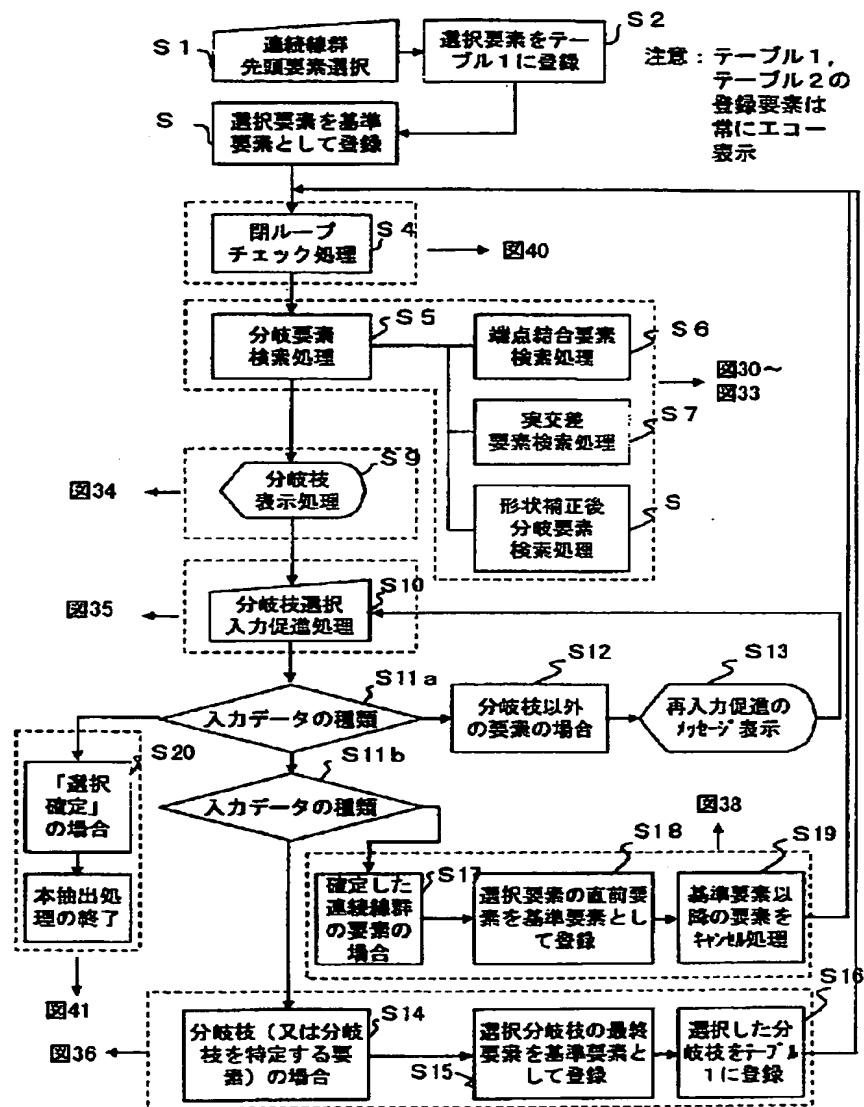 S1
連続線群
先頭要素選択
選択要素をテー
ブル1に登録
S2
注意：テーブル1，
テーブル2の
登録要素は
常にエコー
表示
S
選択要素を基準
要素として登録
閉ループ
チェック処理
S4
図40
分岐要素
検索処理
S5
端点結合要素
検索処理
S6
図30～
図33
実交差
要素検索処理
S7
図34
分岐枝
表示処理
S9
形状補正後
分岐要素
検索処理
S
図35
分岐枝選択
入力促進処理
S10
S11a
入力データの種類
S12
分岐枝以外
の要素の場合
S13
再入力促進の
ﾒｯｾｰｼﾞ表示
S20
「選択
確定」
の場合
S11b
入力データの種類
図38
本抽出処
理の終了
図41
確定した
連続線群
の要素の
場合
S17
選択要素の直前要
素を基準要素とし
て登録
S18
基準要素以
降の要素を
ｷｬﾝｾﾙ処理
S19
図36
分岐枝（又は分岐
枝を特定する要
素）の場合
S14
S15
選択分岐枝の最終
要素を基準要素と
して登録
選択した分
岐枝をﾃｰﾌﾞﾙ
1に登録
S16